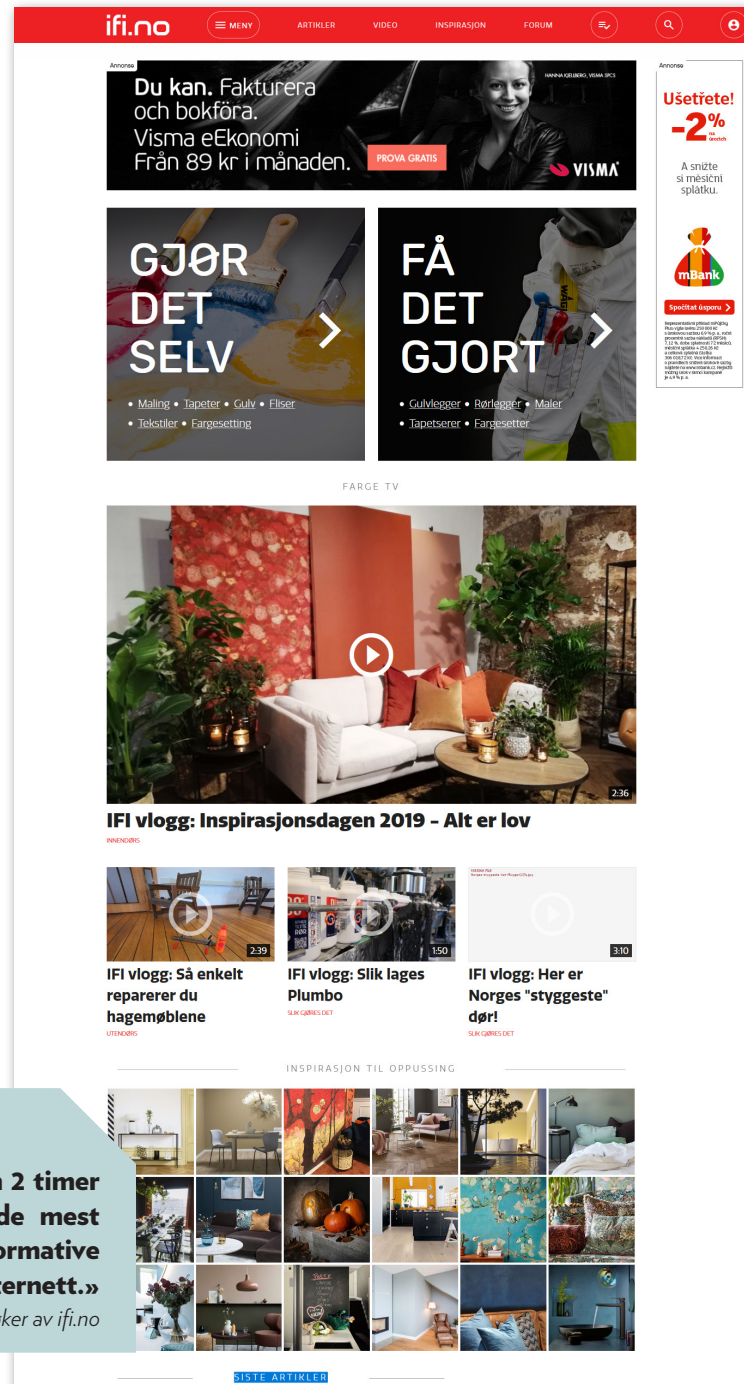 ifi.no
MENY
ARTIKLER
VIDEO
INSPIRASJON
FORUM
Annonse
Du kan. Fakturera
och bokföra.
Visma eEkonomi
Från 89 kr i månaden.
PROVA GRATIS
HANNA KJELLBERG, VISMA SPCS
VISMA
Annonse
Ušetřete!
-2%
na
úrocích
A snižte
si měsíční
splátku.
mBank
Spočítat úsporu
GJØR
DET
SELV
• Maling • Tapeter • Gulv • Fliser
• Tekstiler • Fargesetting
FÅ
DET
GJORT
• Gulvlegger • Rørlegger • Maler
• Tapetserer • Fargesetter
FARGE TV
2:36
IFI vlogg: Inspirasjonsdagen 2019 – Alt er lov
INNENDØRS
2:39
IFI vlogg: Så enkelt
reparerer du
hagemøblene
UTENDØRS
1:50
IFI vlogg: Slik lages
Plumbo
SLIK GJØRES DET
3:10
IFI vlogg: Her er
Norges "styggeste"
dør!
SLIK GJØRES DET
INSPIRASJON TIL OPPUSSING
2 timer
de mest
ormative
ternett.»
ker av ifi.no
SISTE ARTIKLER